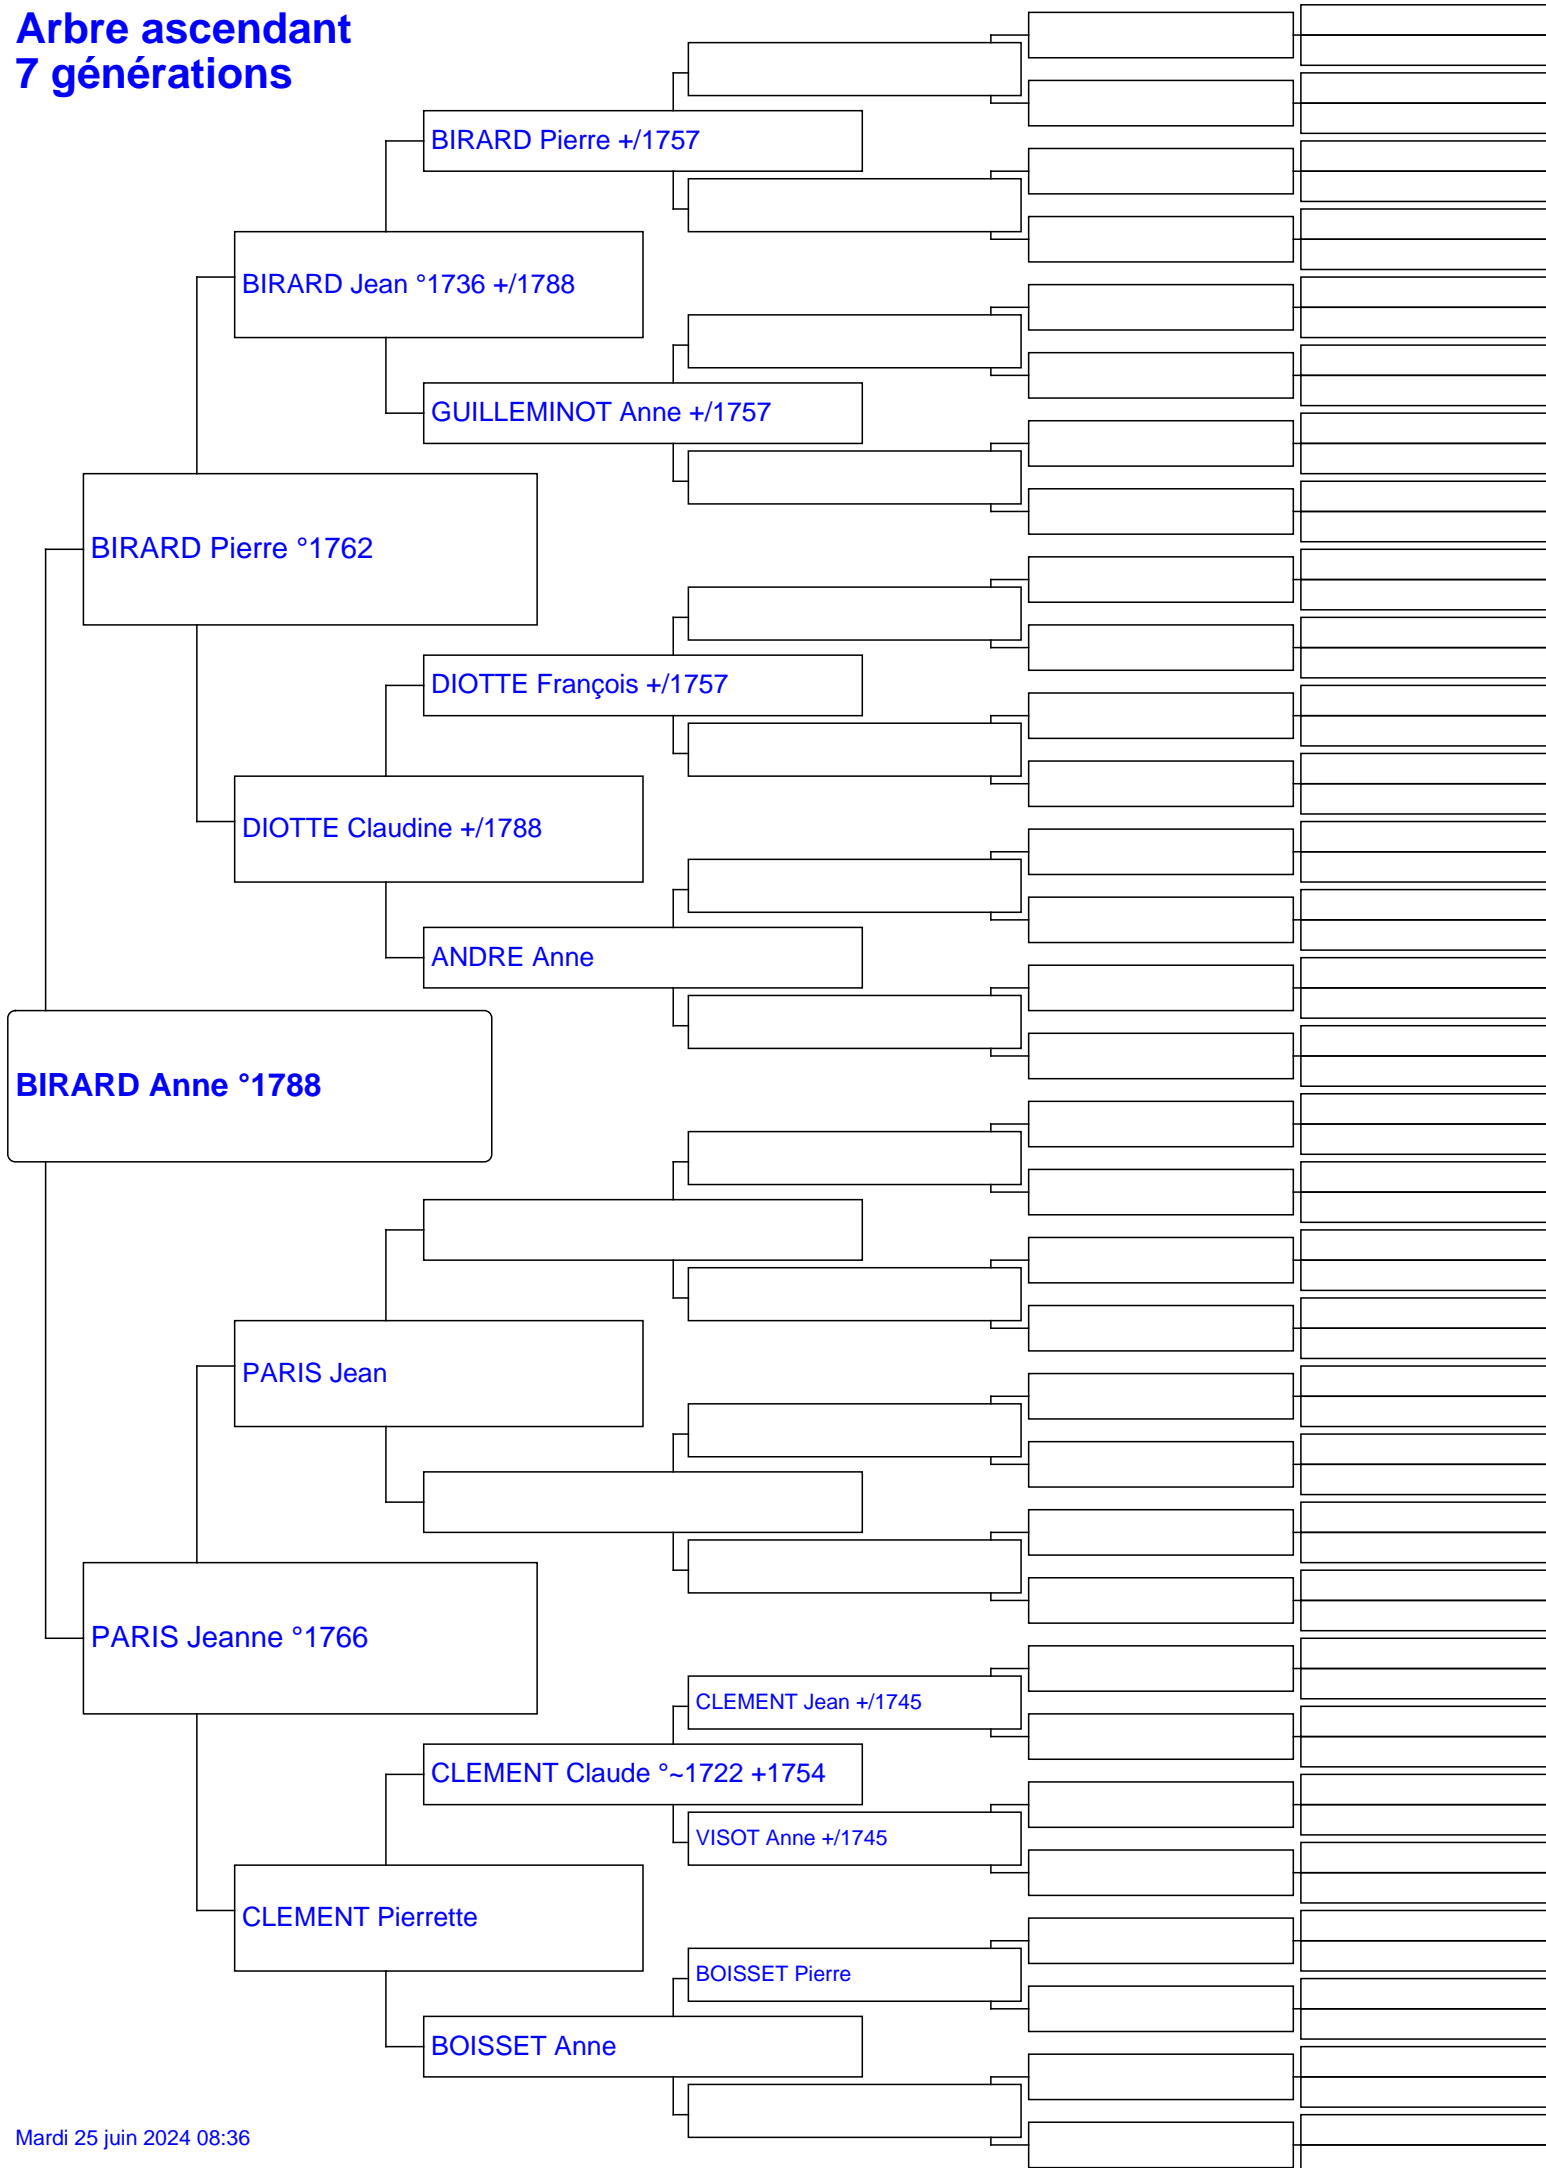 Arbre ascendant
7 générations
BIRARD Pierre +/1757
BIRARD Jean °1736 +/1788
GUILLEMINOT Anne +/1757
BIRARD Pierre °1762
DIOTTE François +/1757
DIOTTE Claudine +/1788
ANDRE Anne
BIRARD Anne °1788
PARIS Jean
PARIS Jeanne °1766
CLEMENT Jean +/1745
CLEMENT Claude °~1722 +1754
VISOT Anne +/1745
CLEMENT Pierrette
BOISSET Pierre
BOISSET Anne
Mardi 25 juin 2024 08:36